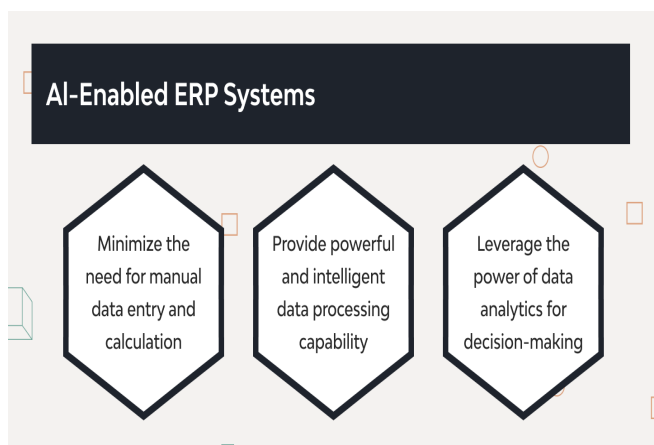 AI-Enabled ERP Systems
Minimize the
need for manual
data entry and
calculation
Provide powerful
and intelligent
data processing
capability
Leverage the
power of data
analytics for
decision-making